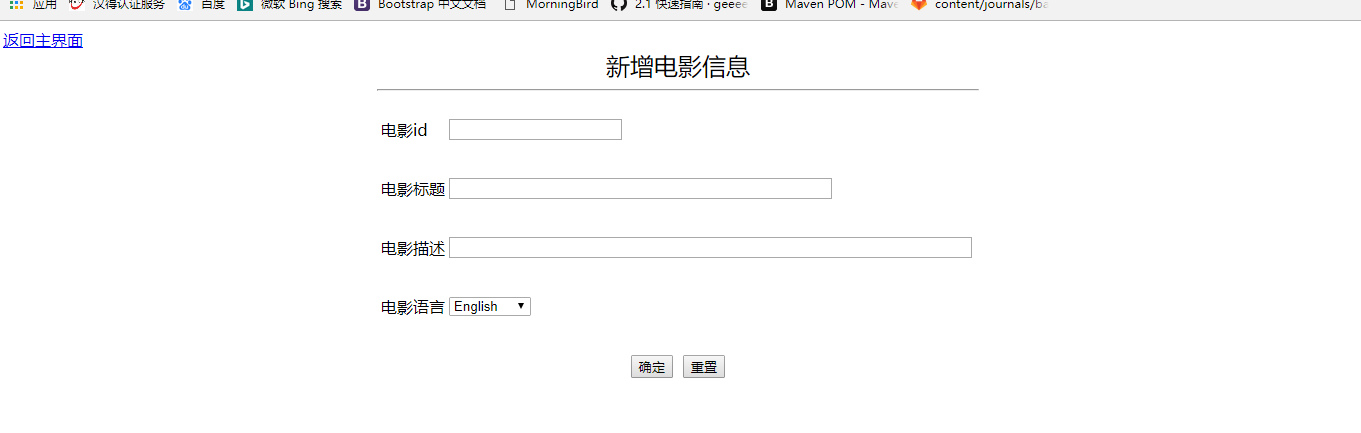 应用 汉得认证服务 百度 微软 Bing 搜索 Bootstrap 中文文档 MorningBird 2.1 快速指南 · geeee Maven POM - Mave content/journals/ba
返回主界面
新增电影信息
电影id
电影标题
电影描述
电影语言 English
确定 重置